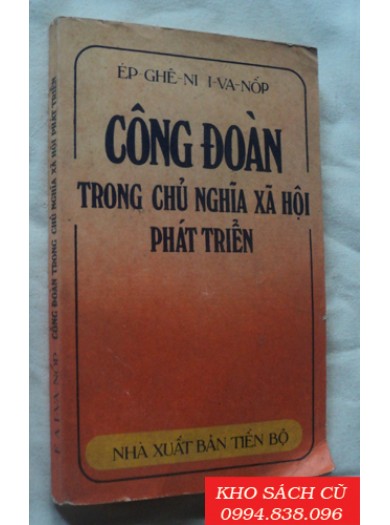 ÉP-GHÊ-NI I-VA-NỐP
CÔNG ĐOÀN
TRONG CHỦ NGHĨA XÃ HỘI
PHÁT TRIỂN
NHÀ XUẤT BẢN TIẾN BỘ
CÔNG ĐOÀN TRONG CHỦ NGHĨA XÃ HỘI PHÁT TRIỂN
KHO SÁCH CŨ
0994.838.096